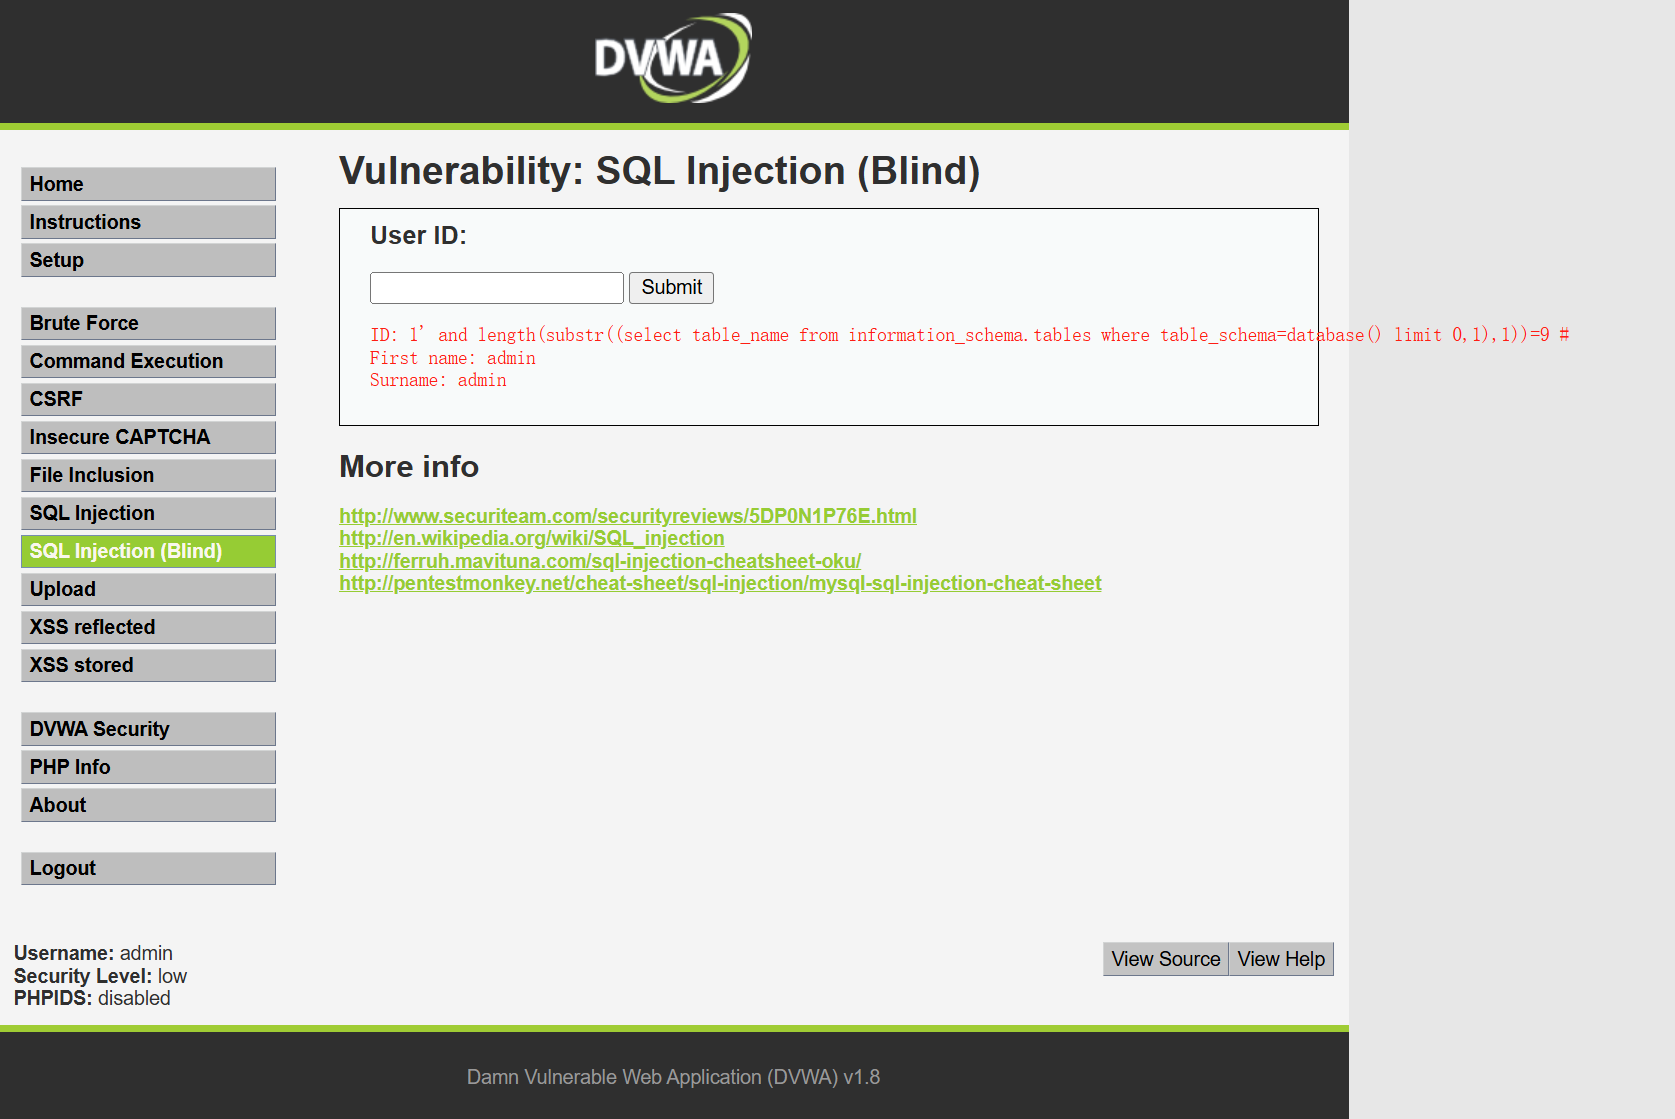 DVWA
Home
Instructions
Setup
Brute Force
Command Execution
CSRF
Insecure CAPTCHA
File Inclusion
SQL Injection
SQL Injection (Blind)
Upload
XSS reflected
XSS stored
DVWA Security
PHP Info
About
Logout
Vulnerability: SQL Injection (Blind)
User ID:
Submit
ID: 1' and length(substr((select table_name from information_schema.tables where table_schema=database() limit 0,1),1))=9 #
First name: admin
Surname: admin
More info
http://www.securiteam.com/securityreviews/5DP0N1P76E.html
http://en.wikipedia.org/wiki/SQL_injection
http://ferruh.mavituna.com/sql-injection-cheatsheet-oku/
http://pentestmonkey.net/cheat-sheet/sql-injection/mysql-sql-injection-cheat-sheet
Username: admin
Security Level: low
PHPIDS: disabled
View Source View Help
Damn Vulnerable Web Application (DVWA) v1.8